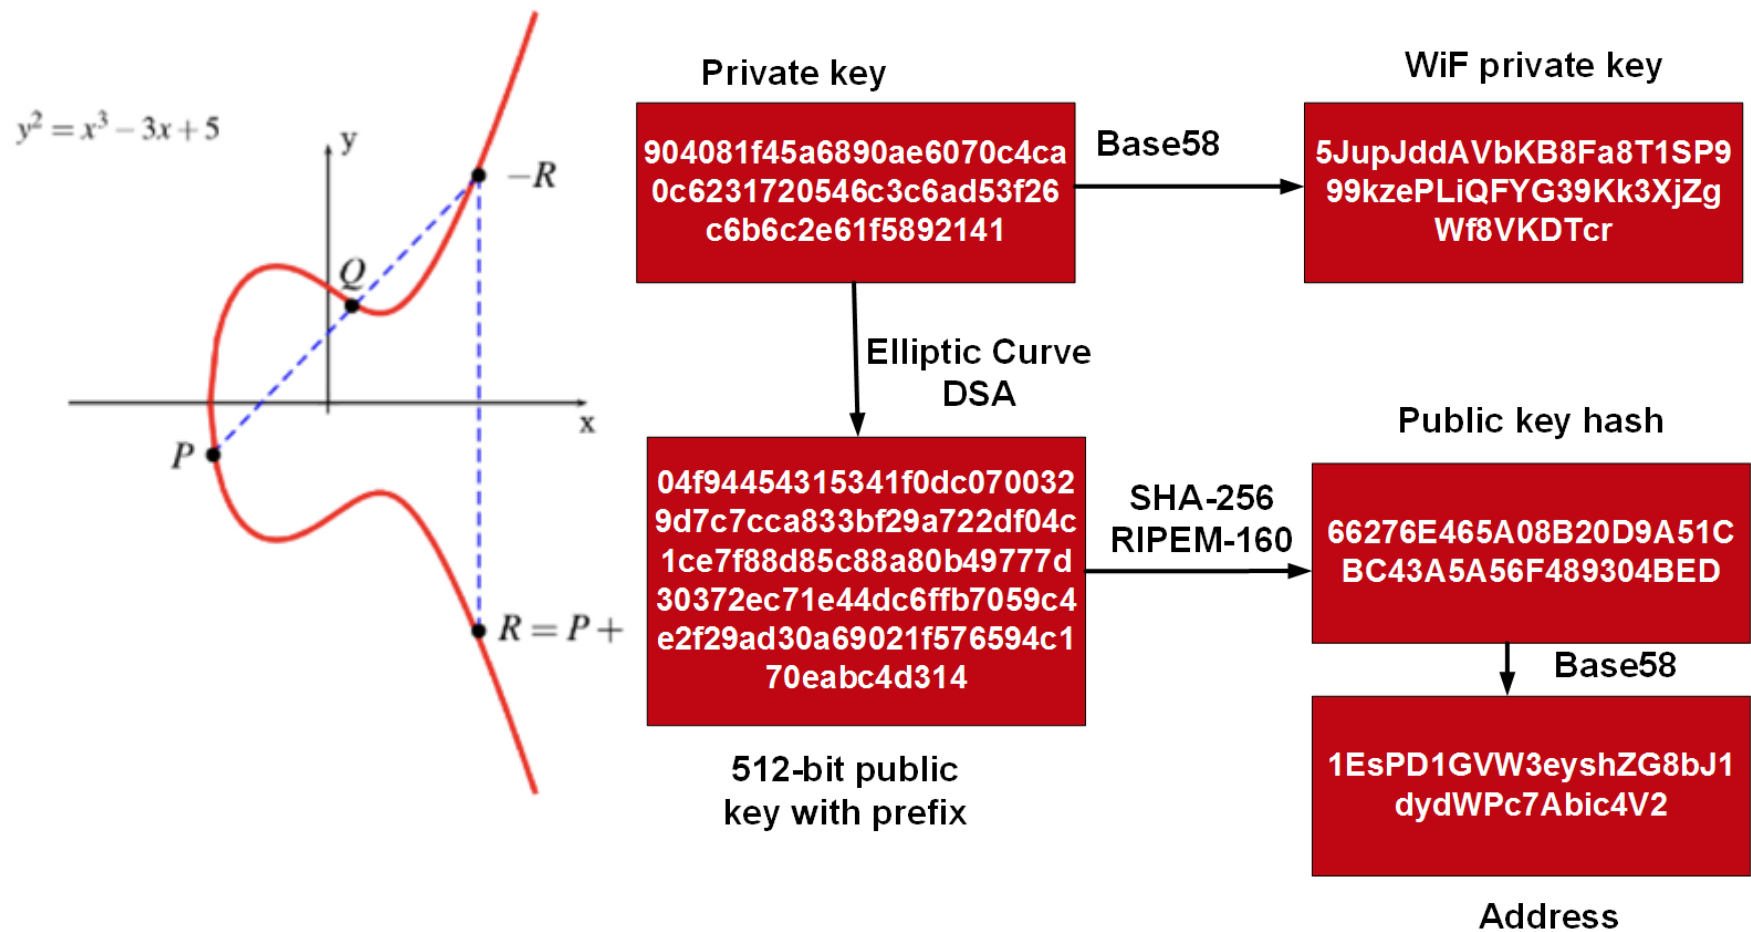 y² = x³ − 3x + 5
y
−R
Q
x
P
R = P +
Private key
904081f45a6890ae6070c4ca
0c6231720546c3c6ad53f26
c6b6c2e61f5892141
Base58
WiF private key
5JupJddAVbKB8Fa8T1SP9
99kzePLiQFYG39Kk3XjZg
Wf8VKDTcr
Elliptic Curve
DSA
04f94454315341f0dc070032
9d7c7cca833bf29a722df04c
1ce7f88d85c88a80b49777d
30372ec71e44dc6ffb7059c4
e2f29ad30a69021f576594c1
70eabc4d314
512-bit public
key with prefix
SHA-256
RIPEM-160
Public key hash
66276E465A08B20D9A51C
BC43A5A56F489304BED
Base58
1EsPD1GVW3eyshZG8bJ1
dydWPc7Abic4V2
Address